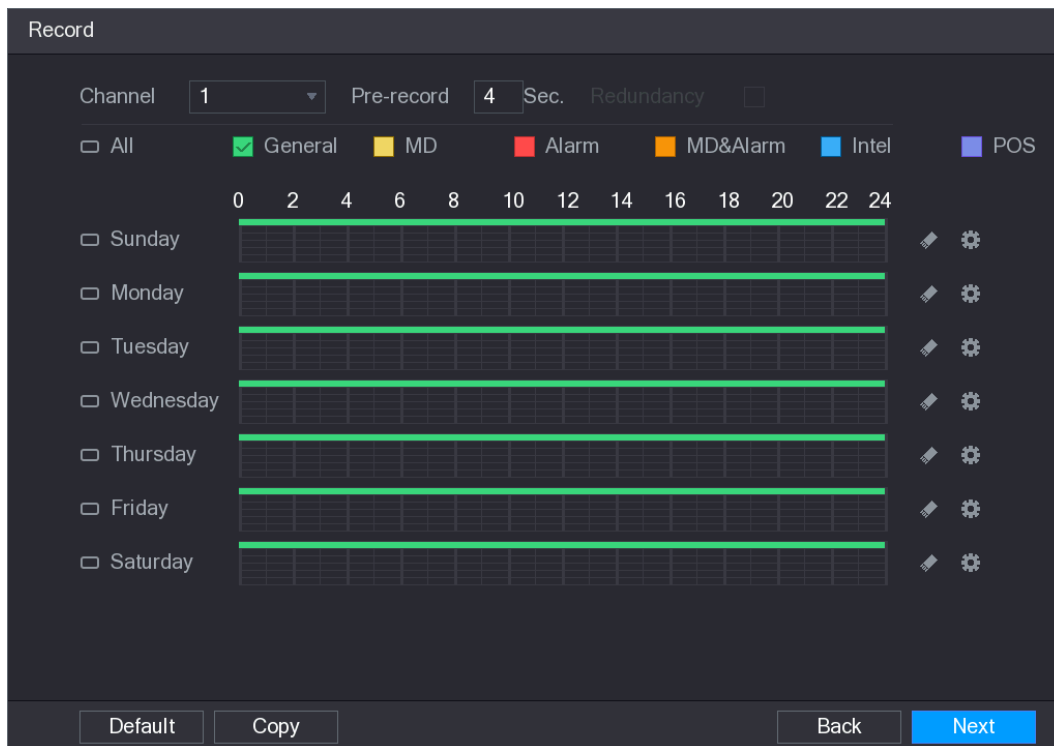 Record
Channel 1 Pre-record 4 Sec. Redundancy
All General MD Alarm MD&Alarm Intel POS
0 2 4 6 8 10 12 14 16 18 20 22 24
Sunday
Monday
Tuesday
Wednesday
Thursday
Friday
Saturday
Default Copy Back Next